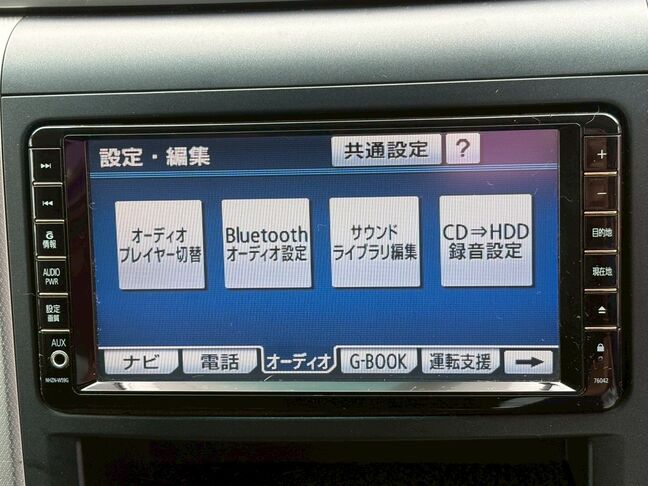 設定・編集
共通設定
?
オーディオ
プレイヤー切替
Bluetooth
オーディオ設定
サウンド
ライブラリ編集
CD⇒HDD
録音設定
ナビ
電話
オーディオ
G-BOOK
運転支援
→
情報
AUDIO
PWR
設定
画質
AUX
NHZN-W59G
+
−
目的地
現在地
76042